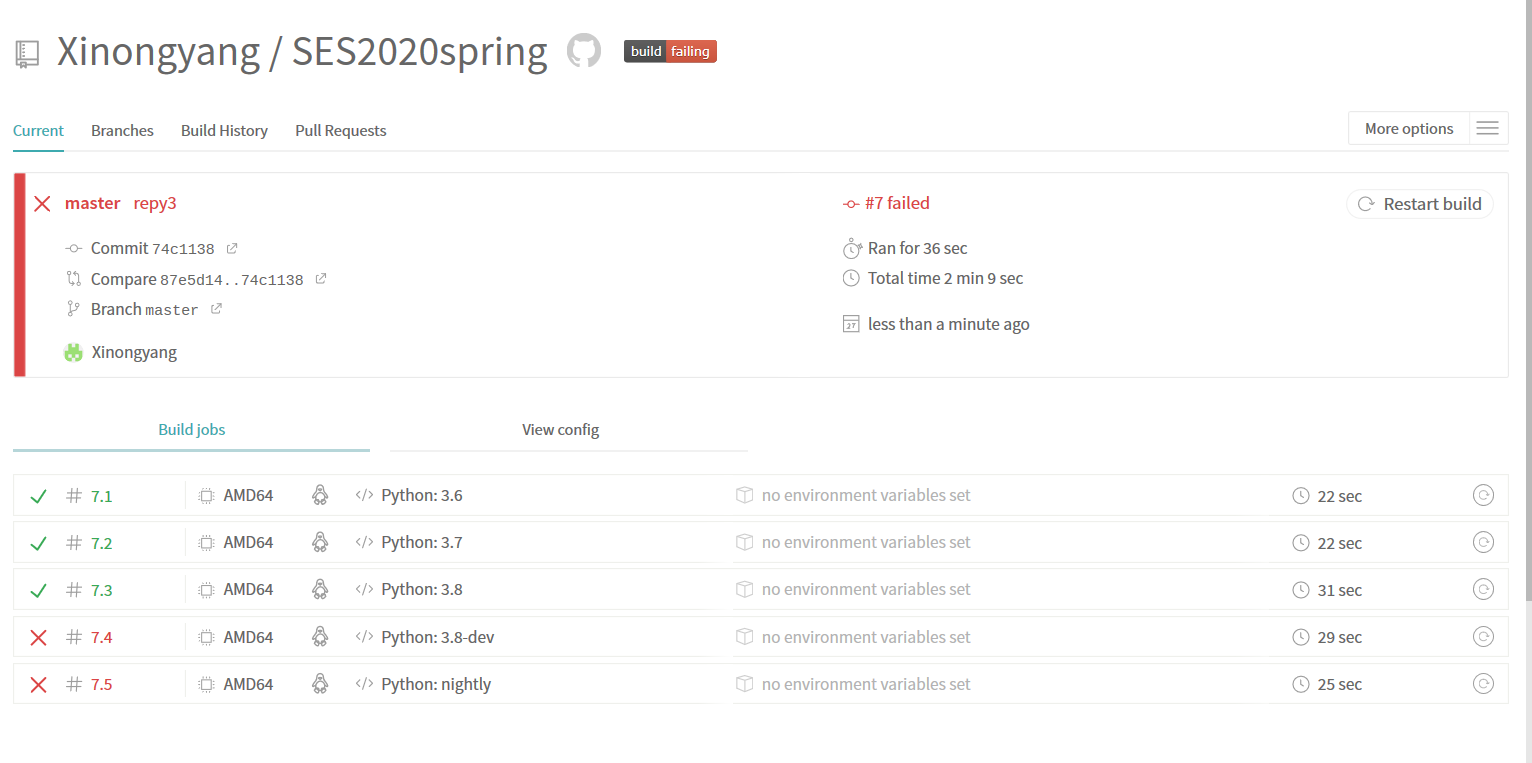 Xinongyang / SES2020spring build failing
Current Branches Build History Pull Requests More options
master repy3 #7 failed Restart build
Commit 74c1138 Ran for 36 sec
Compare 87e5d14..74c1138 Total time 2 min 9 sec
Branch master
27 less than a minute ago
Xinongyang
Build jobs View config
# 7.1 AMD64 </> Python: 3.6 no environment variables set 22 sec
# 7.2 AMD64 </> Python: 3.7 no environment variables set 22 sec
# 7.3 AMD64 </> Python: 3.8 no environment variables set 31 sec
# 7.4 AMD64 </> Python: 3.8-dev no environment variables set 29 sec
# 7.5 AMD64 </> Python: nightly no environment variables set 25 sec